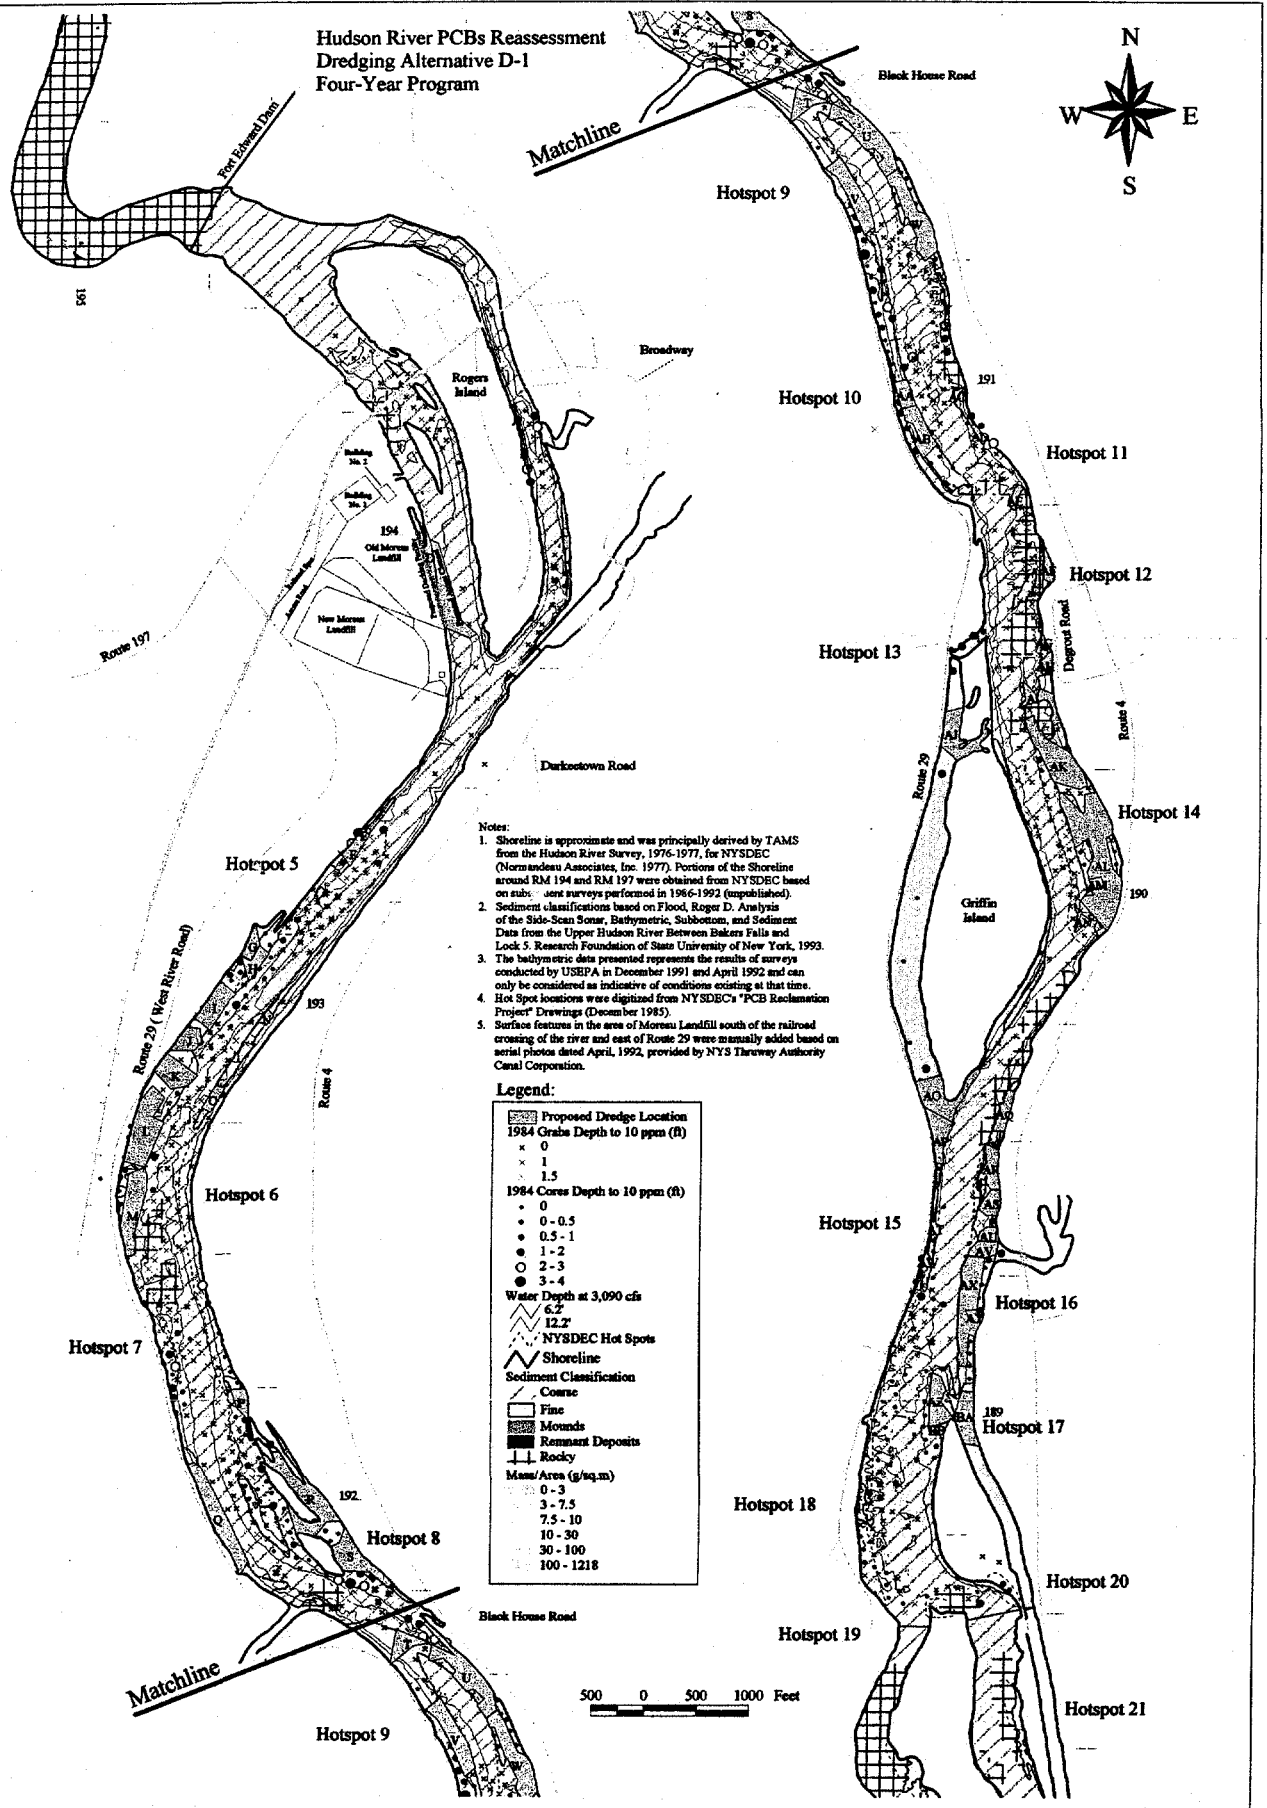 Hudson River PCBs Reassessment
Dredging Alternative D-1
Four-Year Program
Fort Edward Dam
195
Rogers
Island
Broadway
Building
No. 2
194
Old Moreau
Landfill
New Moreau
Landfill
Route 197
Durkeetown Road
Hotspot 5
Route 29 ( West River Road)
193
Route 4
Hotspot 6
Hotspot 7
192
Hotspot 8
Black House Road
Matchline
Hotspot 9
Notes:
1. Shoreline is approximate and was principally derived by TAMS
from the Hudson River Survey, 1976-1977, for NYSDEC
(Normandeau Associates, Inc. 1977). Portions of the Shoreline
around RM 194 and RM 197 were obtained from NYSDEC based
on surveys performed in 1986-1992 (unpublished).
2. Sediment classifications based on Flood, Roger D. Analysis
of the Side-Scan Sonar, Bathymetric, Subbottom, and Sediment
Data from the Upper Hudson River Between Bakers Falls and
Lock 5. Research Foundation of State University of New York, 1993.
3. The bathymetric data presented represents the results of surveys
conducted by USEPA in December 1991 and April 1992 and can
only be considered as indicative of conditions existing at that time.
4. Hot Spot locations were digitized from NYSDEC's "PCB Reclamation
Project" Drawings (December 1985).
5. Surface features in the area of Moreau Landfill south of the railroad
crossing of the river and east of Route 29 were manually added based on
aerial photos dated April, 1992, provided by NYS Thruway Authority
Canal Corporation.
Legend:
Proposed Dredge Location
1984 Grabs Depth to 10 ppm (ft)
0
1
1.5
1984 Cores Depth to 10 ppm (ft)
0
0 - 0.5
0.5 - 1
1 - 2
2 - 3
3 - 4
Water Depth at 3,090 cfs
6.2'
12.2'
NYSDEC Hot Spots
Shoreline
Sediment Classification
Coarse
Fine
Mounds
Remnant Deposits
Rocky
Mass/Area (g/sq.m)
0 - 3
3 - 7.5
7.5 - 10
10 - 30
30 - 100
100 - 1218
500 0 500 1000 Feet
Matchline
Black House Road
N
W E
S
Hotspot 9
Hotspot 10
191
Hotspot 11
Hotspot 12
Hotspot 13
Degrout Road
Route 4
Route 29
AK
Hotspot 14
AL
AM
190
Griffin
Island
AO
Hotspot 15
AX
Hotspot 16
189
BA
Hotspot 17
Hotspot 18
Hotspot 20
Hotspot 19
Hotspot 21